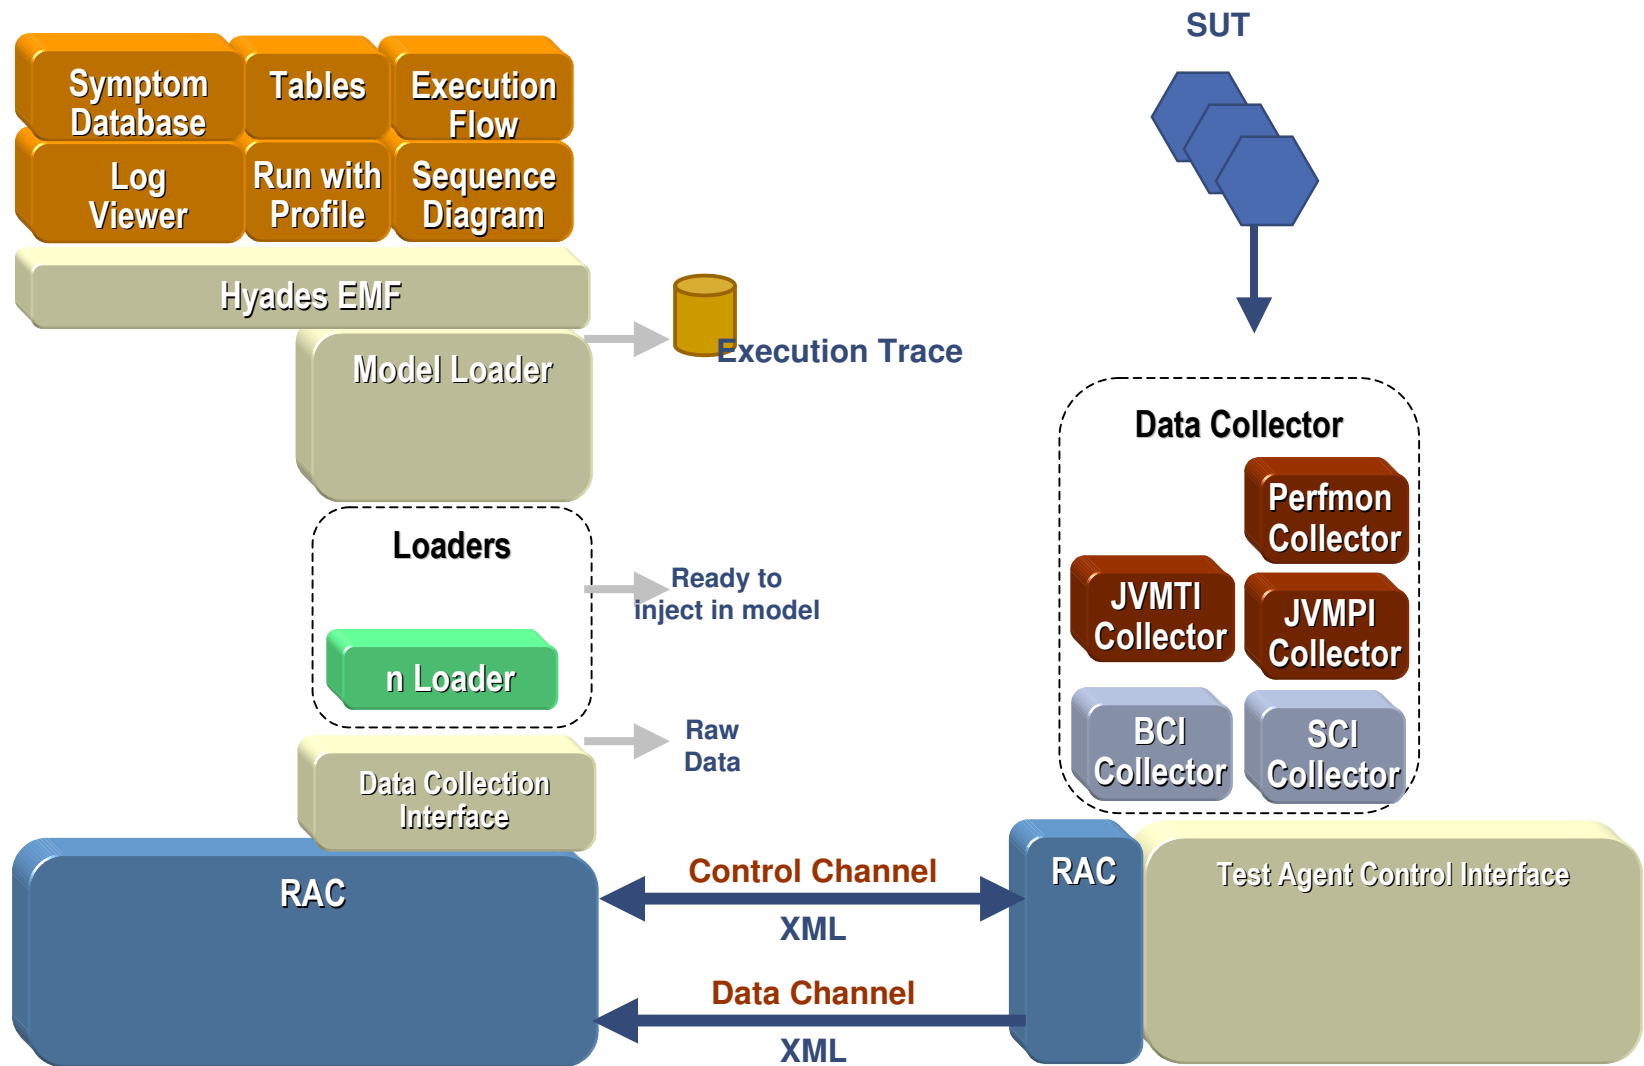 SUT
Symptom
Database
Tables
Execution
Flow
Log
Viewer
Run with
Profile
Sequence
Diagram
Hyades EMF
Model Loader
Execution Trace
Loaders
Ready to
inject in model
n Loader
Raw
Data
Data Collection
Interface
RAC
Control Channel
XML
Data Channel
XML
Data Collector
Perfmon
Collector
JVMTI
Collector
JVMPI
Collector
BCI
Collector
SCI
Collector
RAC
Test Agent Control Interface